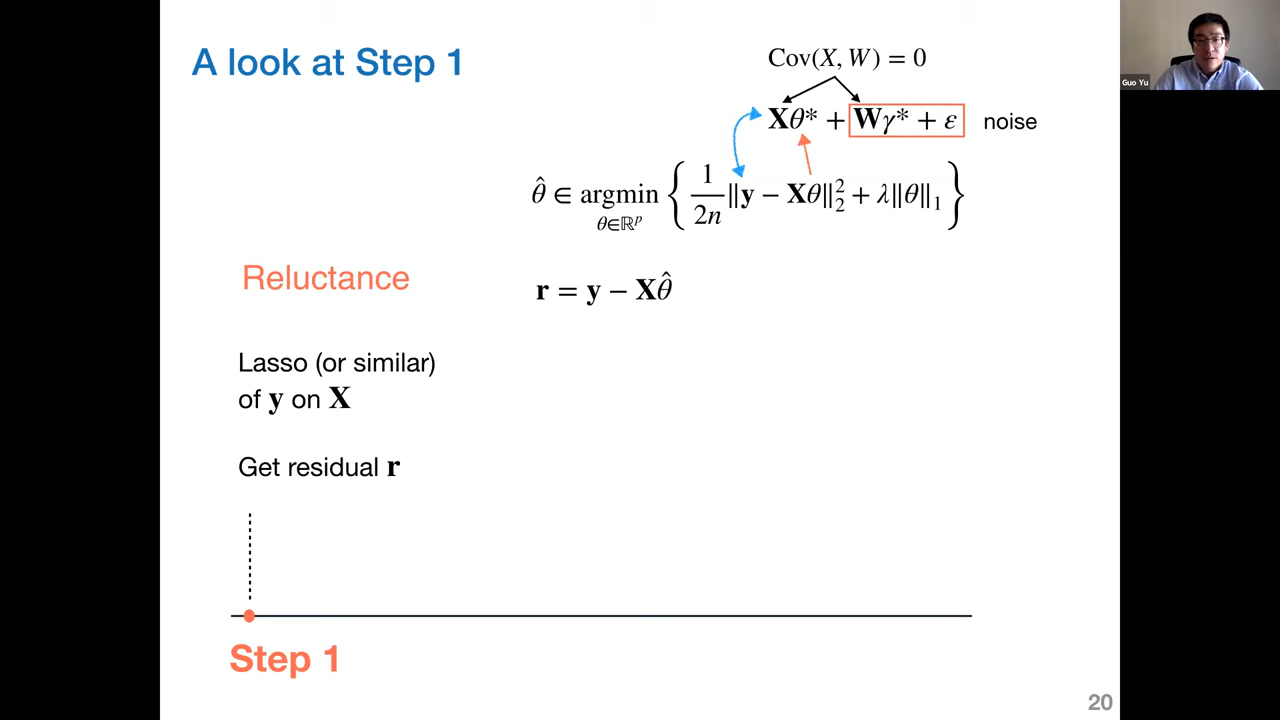 A look at Step 1
Cov(X, W) = 0
Guo Yu
Xθ* + Wγ* + ε noise
θ̂ ∈ argmin { 1/2n ||y − Xθ||₂² + λ||θ||₁ }
θ∈ℝᵖ
Reluctance
r = y − Xθ̂
Lasso (or similar)
of y on X
Get residual r
Step 1
20